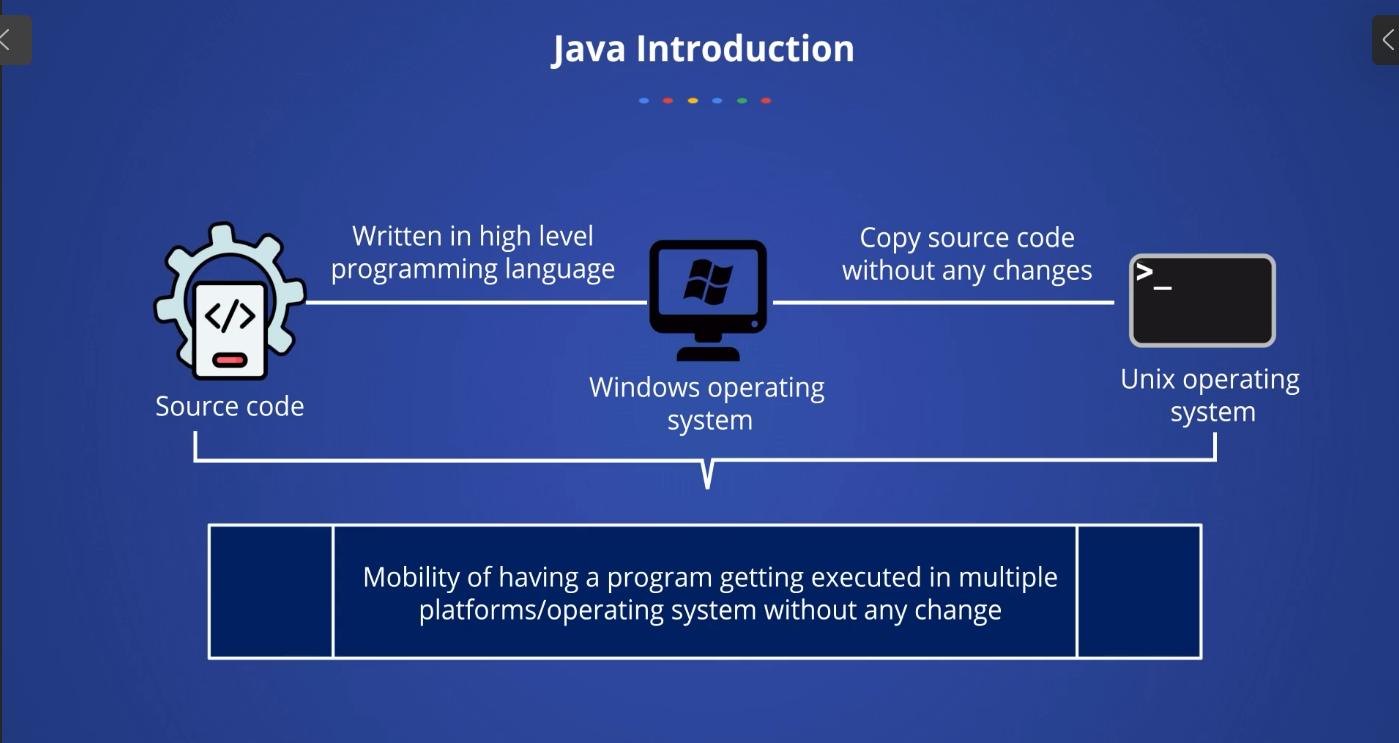 Java Introduction
Written in high level
programming language
Copy source code
without any changes
</>
>_
Source code
Windows operating
system
Unix operating
system
Mobility of having a program getting executed in multiple
platforms/operating system without any change